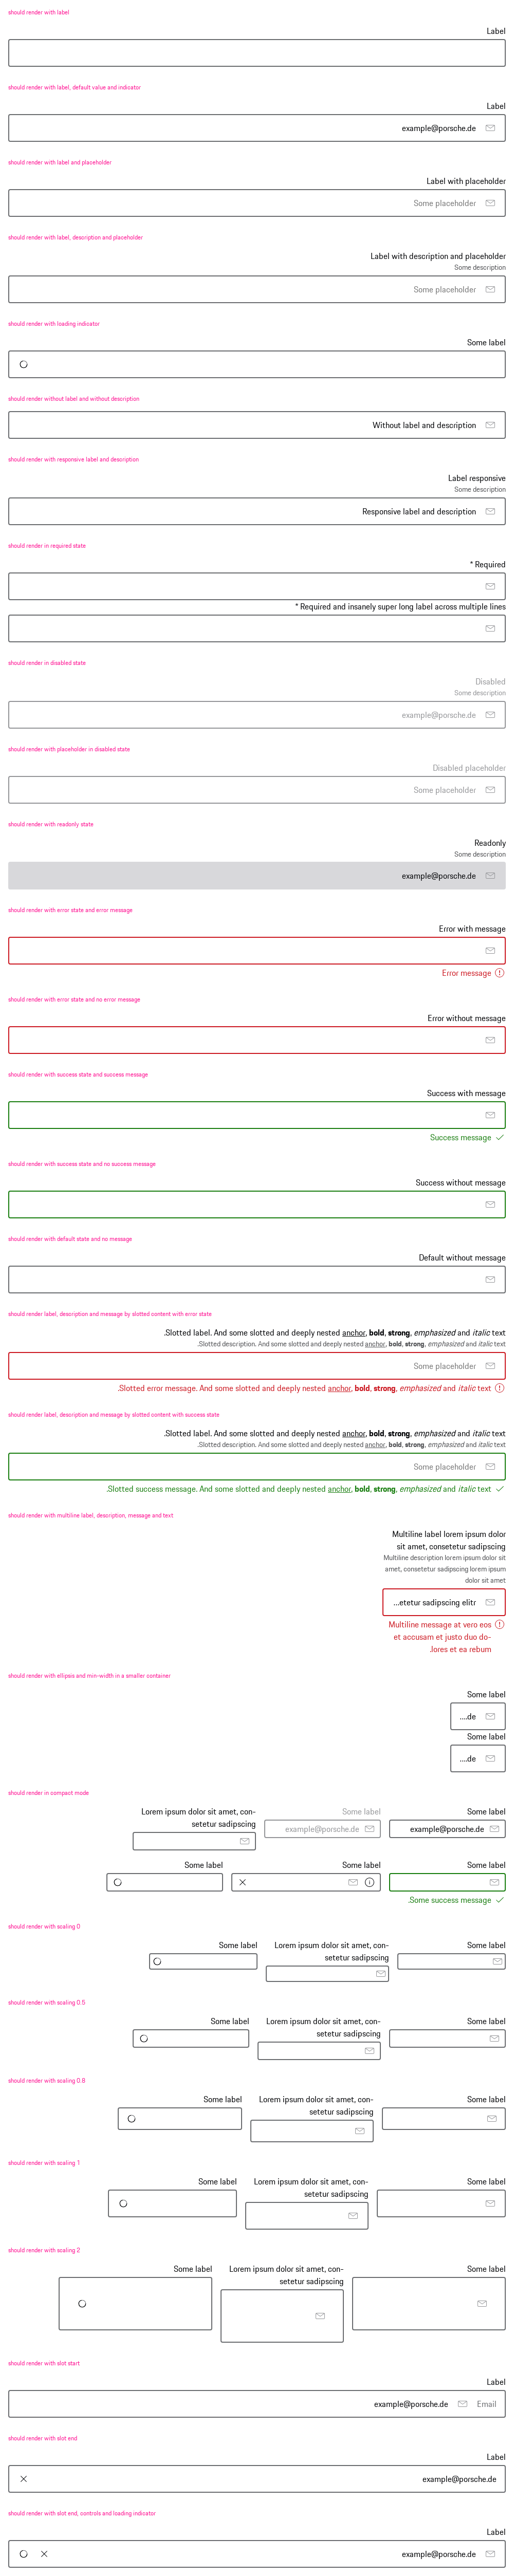 should render with label
Label
should render with label, default value and indicator
Label
example@porsche.de
should render with label and placeholder
Label with placeholder
Some placeholder
should render with label, description and placeholder
Label with description and placeholder
Some description
Some placeholder
should render with loading indicator
Some label
should render without label and without description
Without label and description
should render with responsive label and description
Label responsive
Some description
Responsive label and description
should render in required state
* Required
* Required and insanely super long label across multiple lines
should render in disabled state
Disabled
Some description
example@porsche.de
should render with placeholder in disabled state
Disabled placeholder
Some placeholder
should render with readonly state
Readonly
Some description
example@porsche.de
should render with error state and error message
Error with message
Error message
should render with error state and no error message
Error without message
should render with success state and success message
Success with message
Success message
should render with success state and no success message
Success without message
should render with default state and no message
Default without message
should render label, description and message by slotted content with error state
.Slotted label. And some slotted and deeply nested anchor, bold, strong, emphasized and italic text
.Slotted description. And some slotted and deeply nested anchor, bold, strong, emphasized and italic text
Some placeholder
.Slotted error message. And some slotted and deeply nested anchor, bold, strong, emphasized and italic text
should render label, description and message by slotted content with success state
.Slotted label. And some slotted and deeply nested anchor, bold, strong, emphasized and italic text
.Slotted description. And some slotted and deeply nested anchor, bold, strong, emphasized and italic text
Some placeholder
.Slotted success message. And some slotted and deeply nested anchor, bold, strong, emphasized and italic text
should render with multiline label, description, message and text
Multiline label lorem ipsum dolor
sit amet, consetetur sadipscing
Multiline description lorem ipsum dolor sit
amet, consetetur sadipscing lorem ipsum
dolor sit amet
...etetur sadipscing elitr
Multiline message at vero eos
et accusam et justo duo do-
.lores et ea rebum
should render with ellipsis and min-width in a smaller container
Some label
....de
Some label
....de
should render in compact mode
Lorem ipsum dolor sit amet, con-
setetur sadipscing
Some label
example@porsche.de
Some label
example@porsche.de
Some label
Some label
Some label
.Some success message
should render with scaling 0
Some label
Lorem ipsum dolor sit amet, con-
setetur sadipscing
Some label
should render with scaling 0.5
Some label
Lorem ipsum dolor sit amet, con-
setetur sadipscing
Some label
should render with scaling 0.8
Some label
Lorem ipsum dolor sit amet, con-
setetur sadipscing
Some label
should render with scaling 1
Some label
Lorem ipsum dolor sit amet, con-
setetur sadipscing
Some label
should render with scaling 2
Some label
Lorem ipsum dolor sit amet, con-
setetur sadipscing
Some label
should render with slot start
Label
example@porsche.de
Email
should render with slot end
Label
example@porsche.de
should render with slot end, controls and loading indicator
Label
example@porsche.de